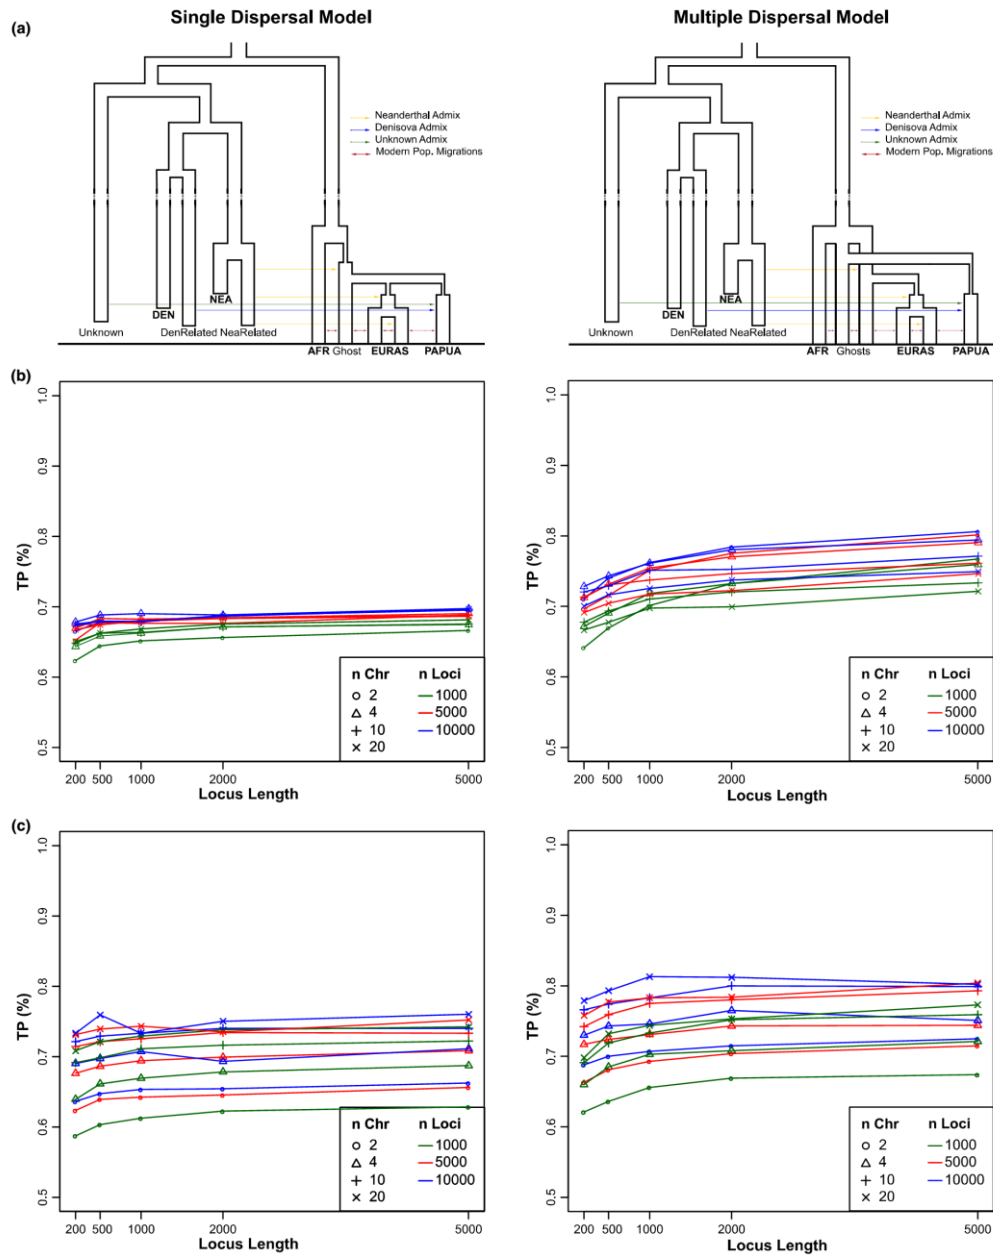 Single Dispersal Model
Multiple Dispersal Model
(a)
Neanderthal Admix
Denisova Admix
Unknown Admix
Modern Pop. Migrations
Unknown
DEN
DenRelated
NEA
NeaRelated
AFR Ghost EURAS PAPUA
Neanderthal Admix
Denisova Admix
Unknown Admix
Modern Pop. Migrations
Unknown
DEN
DenRelated
NEA
NeaRelated
AFR Ghosts EURAS PAPUA
(b)
TP (%)
1.0
0.9
0.8
0.7
0.6
0.5
n Chr n Loci
2 1000
4 5000
10 10000
20
200 500 1000 2000 5000
Locus Length
TP (%)
1.0
0.9
0.8
0.7
0.6
0.5
n Chr n Loci
2 1000
4 5000
10 10000
20
200 500 1000 2000 5000
Locus Length
(c)
TP (%)
1.0
0.9
0.8
0.7
0.6
0.5
n Chr n Loci
2 1000
4 5000
10 10000
20
200 500 1000 2000 5000
Locus Length
TP (%)
1.0
0.9
0.8
0.7
0.6
0.5
n Chr n Loci
2 1000
4 5000
10 10000
20
200 500 1000 2000 5000
Locus Length